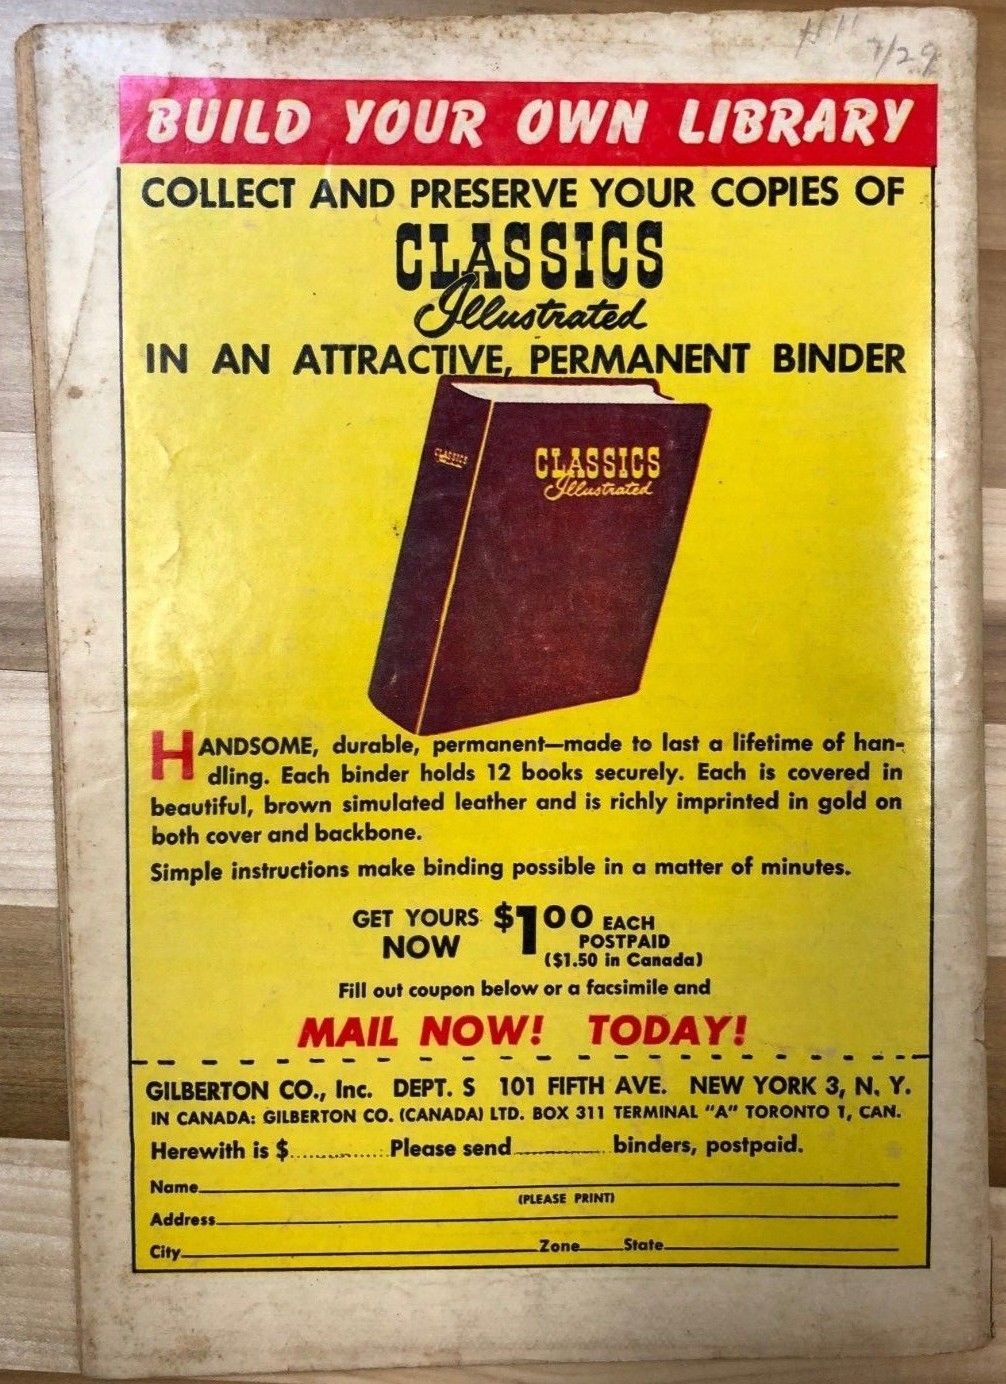 7/29
BUILD YOUR OWN LIBRARY
COLLECT AND PRESERVE YOUR COPIES OF
CLASSICS
Illustrated
IN AN ATTRACTIVE, PERMANENT BINDER
CLASSICS
Illustrated
CLASSICS
HANDSOME, durable, permanent—made to last a lifetime of han-
dling. Each binder holds 12 books securely. Each is covered in
beautiful, brown simulated leather and is richly imprinted in gold on
both cover and backbone.
Simple instructions make binding possible in a matter of minutes.
GET YOURS NOW $1.00 EACH
POSTPAID
($1.50 in Canada)
Fill out coupon below or a facsimile and
MAIL NOW! TODAY!
GILBERTON CO., Inc. DEPT. S 101 FIFTH AVE. NEW YORK 3, N. Y.
IN CANADA: GILBERTON CO. (CANADA) LTD. BOX 311 TERMINAL "A" TORONTO 1, CAN.
Herewith is $ Please send binders, postpaid.
Name
(PLEASE PRINT)
Address
City Zone State